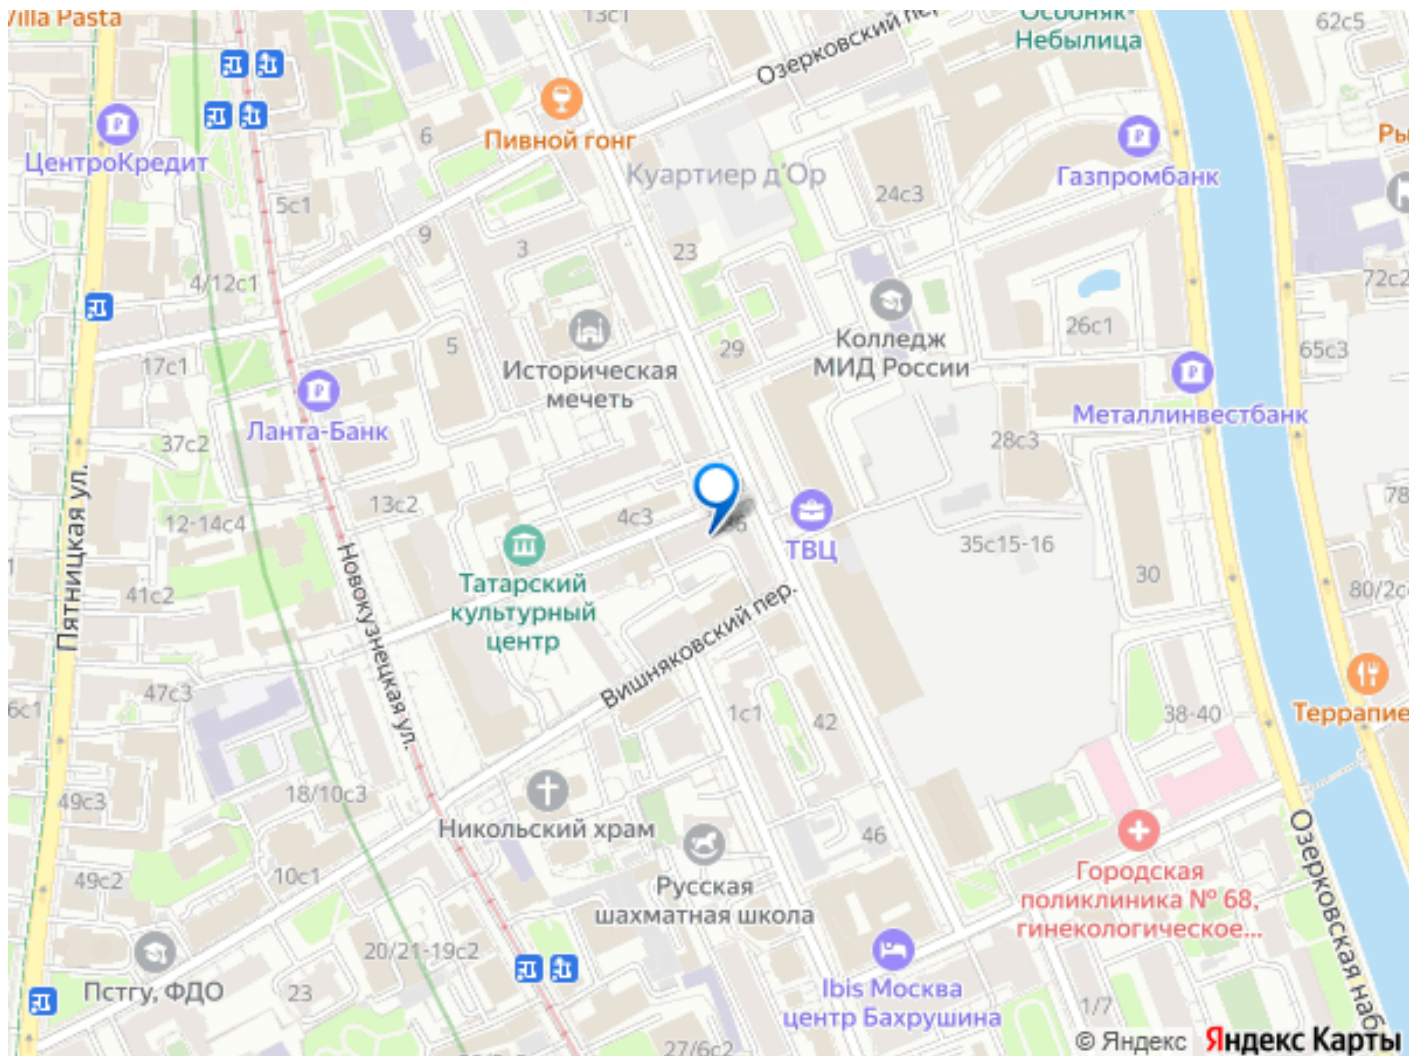 Villa Pasta
13с1
Озерковский пер.
Особняк-
Небылица
62с5
ЦентроКредит
6
Пивной гонг
Куартиер д'Ор
24с3
Газпромбанк
Ры
5с1
9
3
23
4/12с1
72с2
Колледж
МИД России
26с1
65с3
5
Историческая
мечеть
29
17с1
Ланта-Банк
Металлинвестбанк
37с2
28с3
Пятницкая ул.
13с2
12-14с4
4с3
ТВЦ
35с15-16
78
Новокузнецкая ул.
Татарский
культурный
центр
30
41с2
80/2с
Вишняковский пер.
47с3
6с1
1с1
42
38-40
Террапие
18/10с3
49с3
Никольский храм
46
Озерковская наб.
10с1
49с2
Русская
шахматная школа
Городская
поликлиника № 68,
гинекологическое...
20/21-19с2
Пстгу, ФДО
23
Ibis Москва
центр Бахрушина
1/7
27/6с2
© Яндекс Яндекс Карты